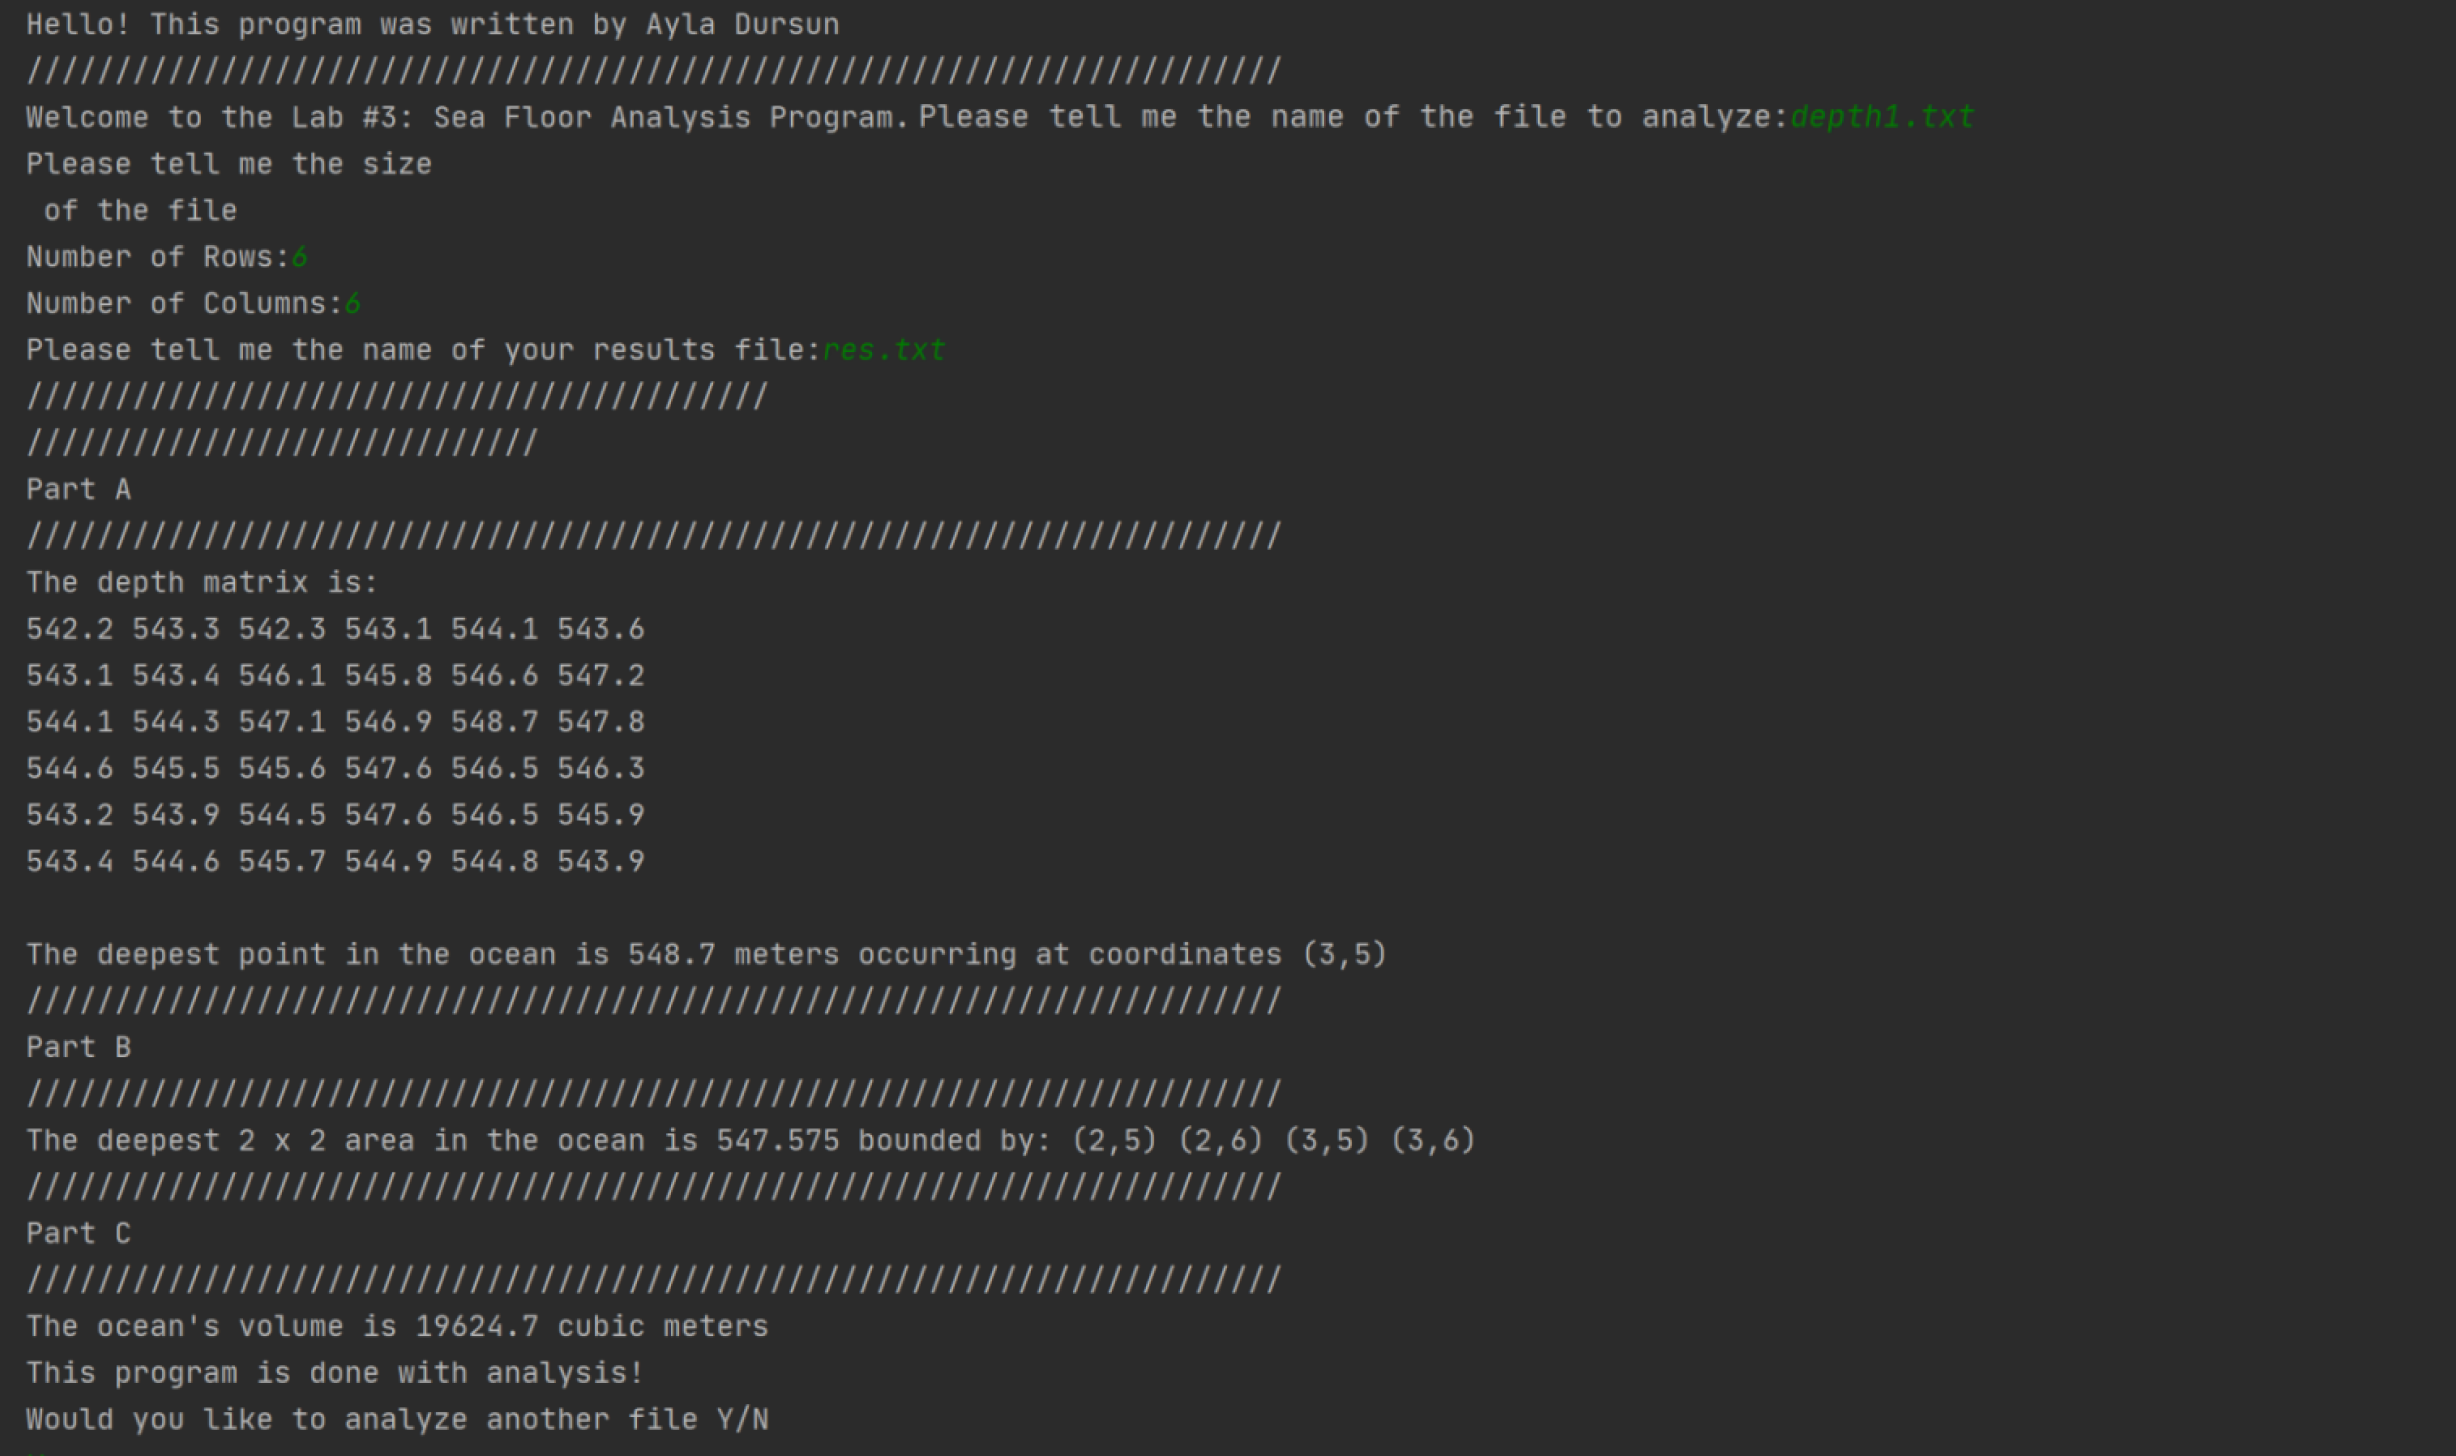 Hello! This program was written by Ayla Dursun
///////////////////////////////////////////////////////////////////////
Welcome to the Lab #3: Sea Floor Analysis Program. Please tell me the name of the file to analyze:depth1.txt
Please tell me the size
 of the file
Number of Rows:6
Number of Columns:6
Please tell me the name of your results file:res.txt
//////////////////////////////////////////
/////////////////////////////
Part A
///////////////////////////////////////////////////////////////////////
The depth matrix is:
542.2 543.3 542.3 543.1 544.1 543.6
543.1 543.4 546.1 545.8 546.6 547.2
544.1 544.3 547.1 546.9 548.7 547.8
544.6 545.5 545.6 547.6 546.5 546.3
543.2 543.9 544.5 547.6 546.5 545.9
543.4 544.6 545.7 544.9 544.8 543.9
The deepest point in the ocean is 548.7 meters occurring at coordinates (3,5)
///////////////////////////////////////////////////////////////////////
Part B
///////////////////////////////////////////////////////////////////////
The deepest 2 x 2 area in the ocean is 547.575 bounded by: (2,5) (2,6) (3,5) (3,6)
///////////////////////////////////////////////////////////////////////
Part C
///////////////////////////////////////////////////////////////////////
The ocean's volume is 19624.7 cubic meters
This program is done with analysis!
Would you like to analyze another file Y/N